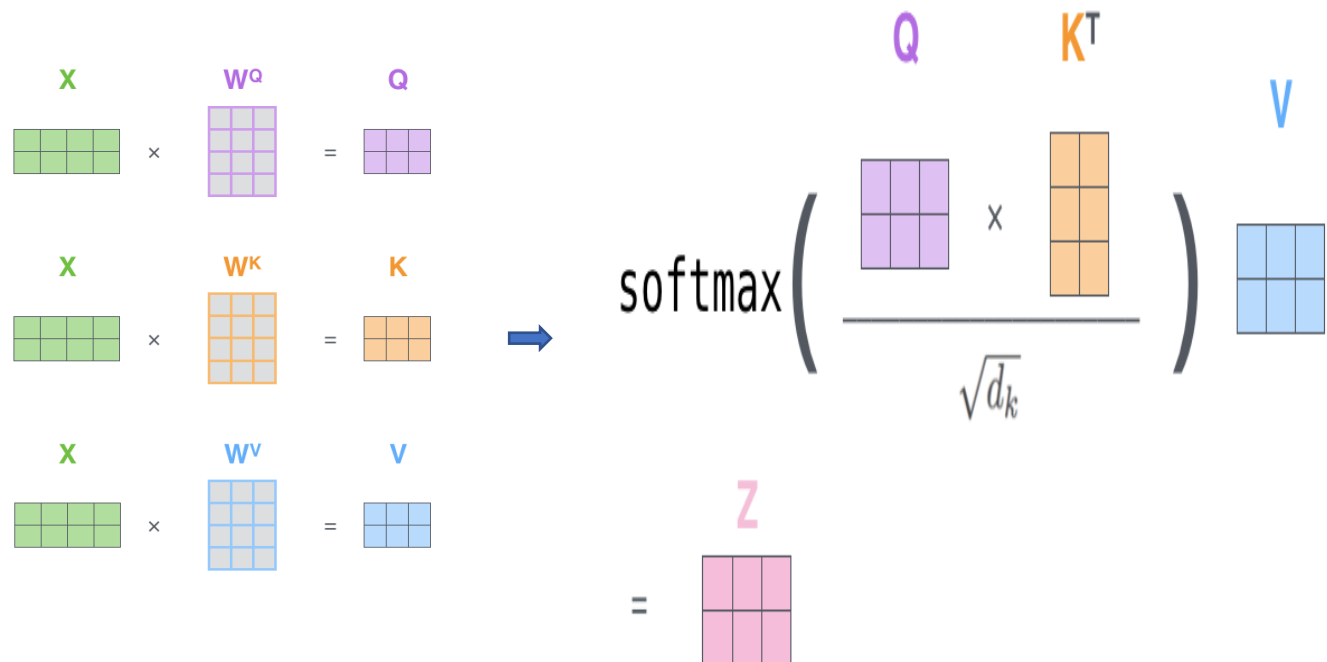 X W^Q Q
× =
X W^K K
× =
X W^V V
× =
Q K^T
V
×
softmax( )
√d_k
Z
=